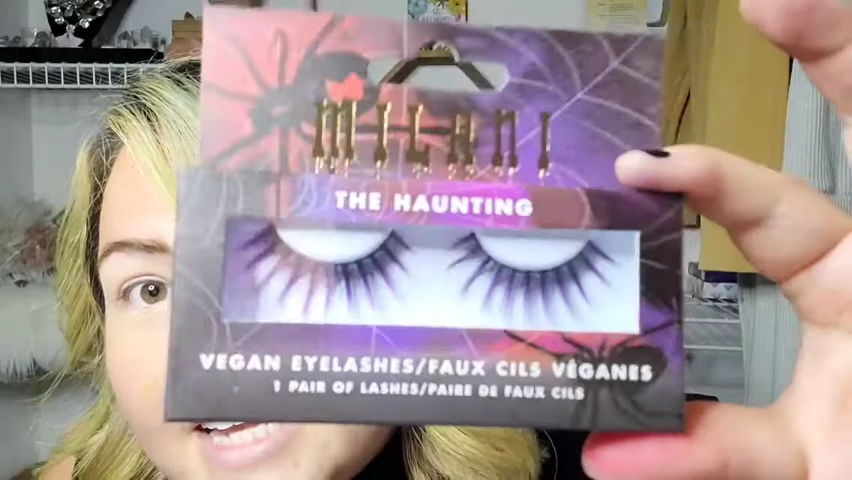 MILANI
THE HAUNTING
VEGAN EYELASHES/FAUX CILS VÉGANES
1 PAIR OF LASHES/PAIRE DE FAUX CILS